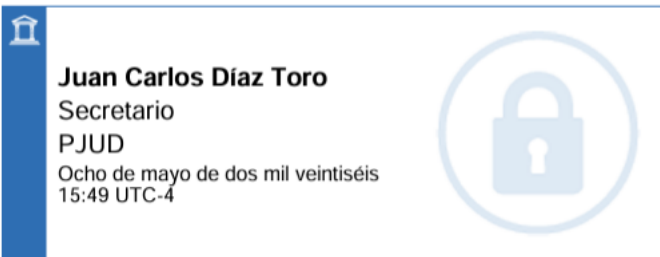 Juan Carlos Díaz Toro
Secretario
PJUD
Ocho de mayo de dos mil veintiséis
15:49 UTC-4